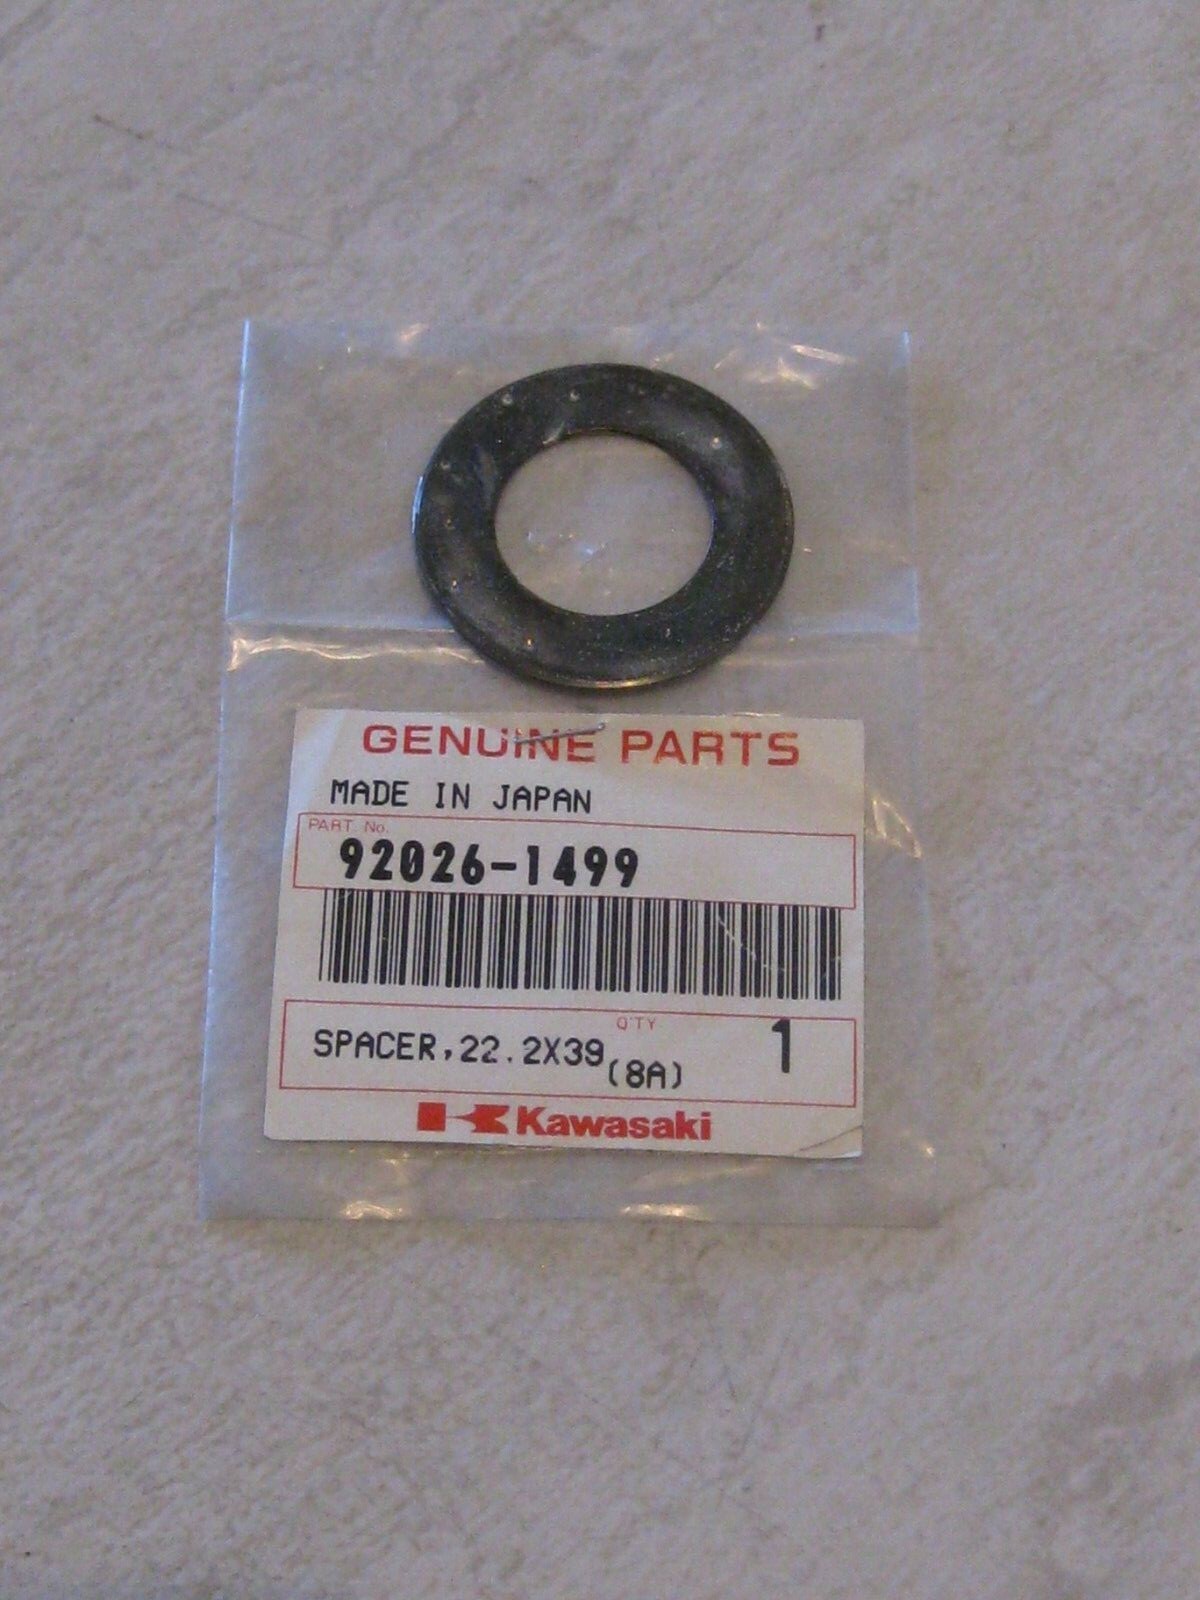 GENUINE PARTS
MADE IN JAPAN
PART No.
92026-1499
Q'TY
SPACER,22.2X39 (8A) 1
Kawasaki